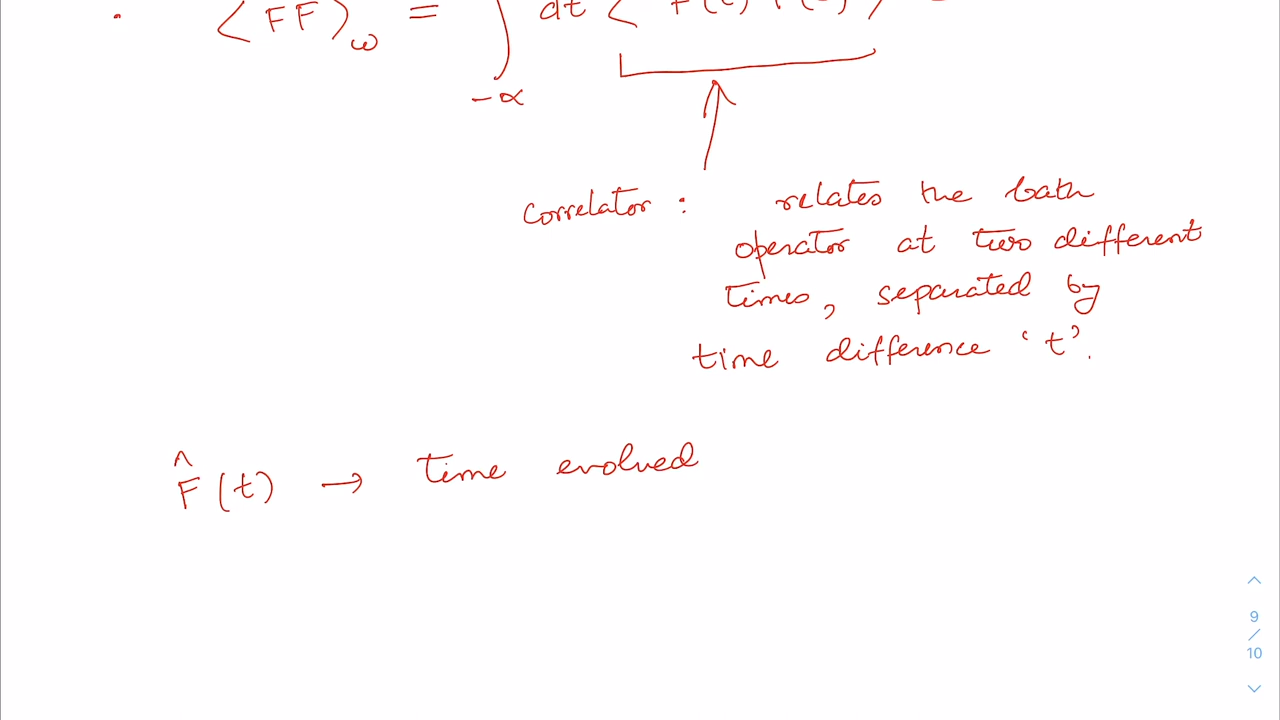 ⟨FF⟩ω = ∫ dt ⟨
-∝
correlator : relates the bath
operator at two different
times, separated by
time difference 't'.
F̂(t) → time evolved
9
/
10